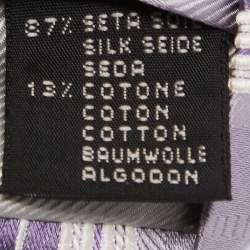 87% SETA SOIE
SILK SEIDE
SEDA
13% COTONE
COTON
COTTON
BAUMWOLLE
ALGODON